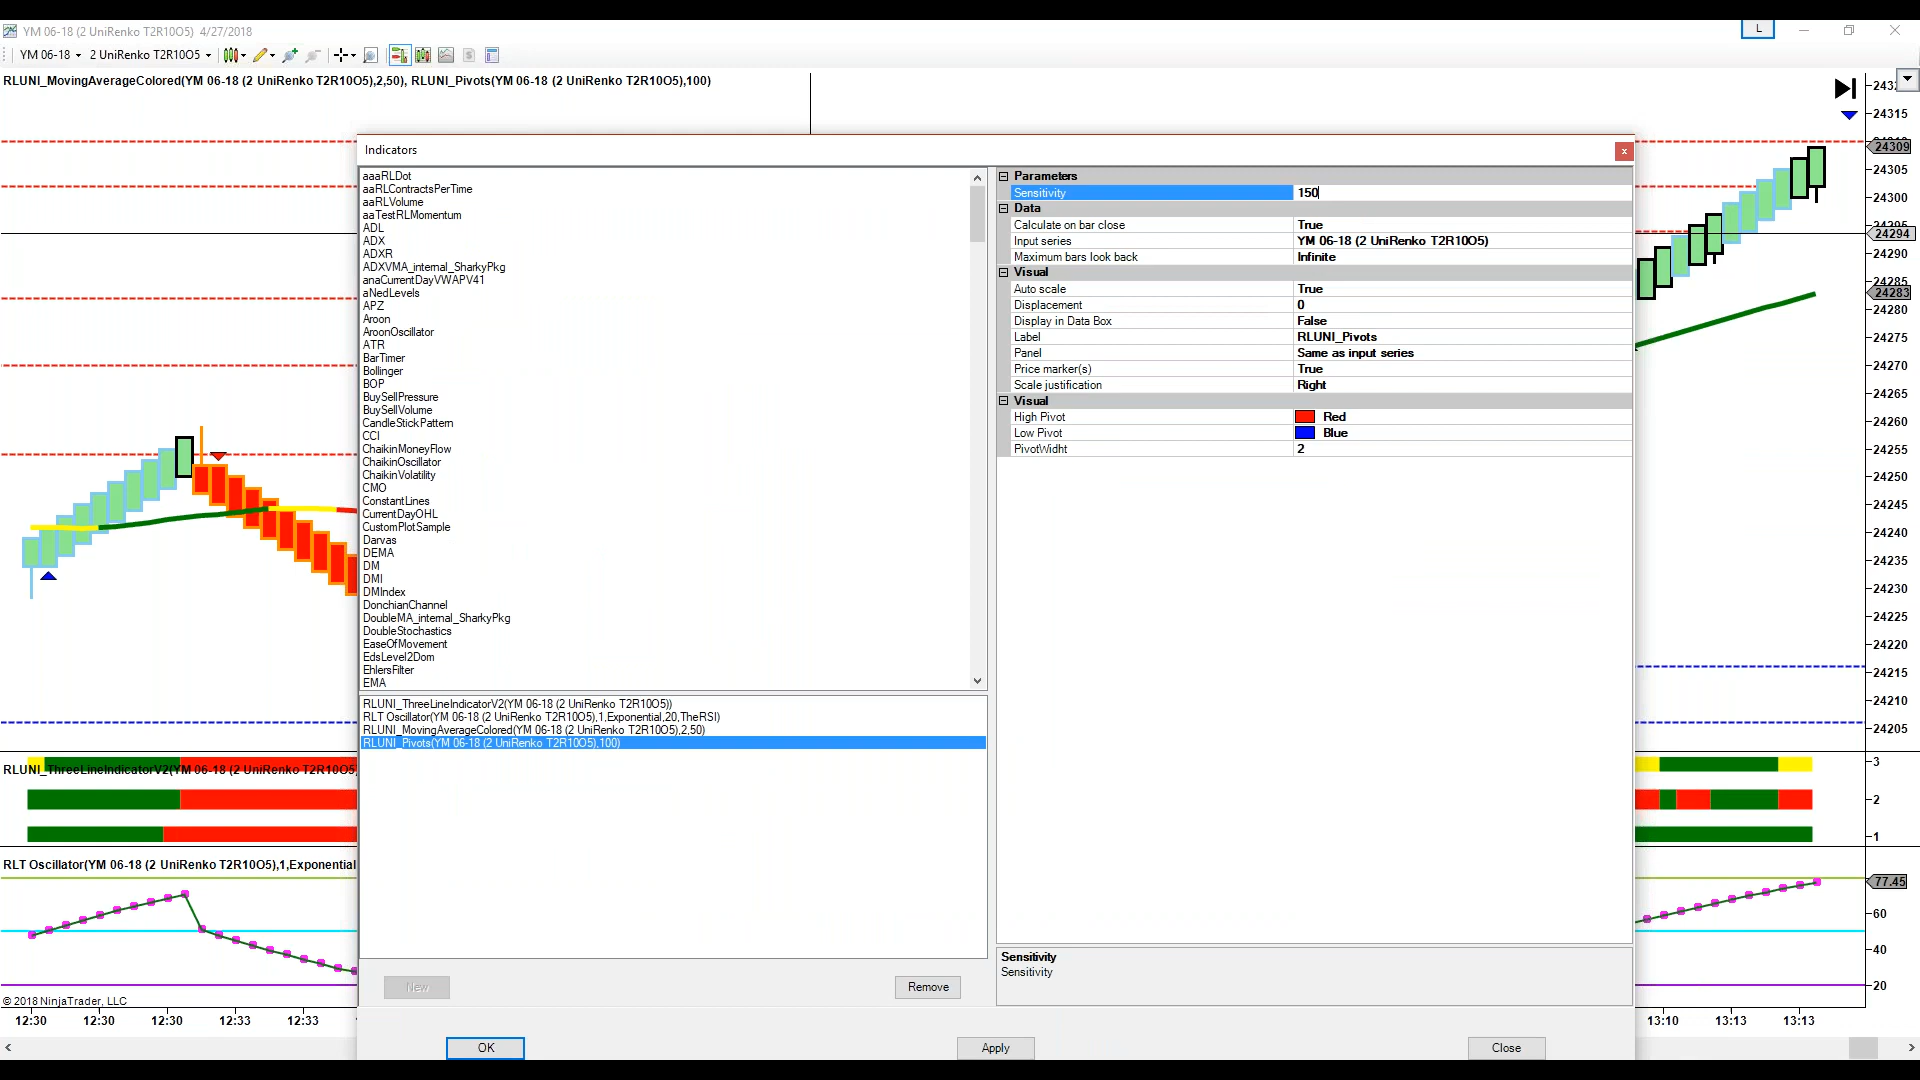 YM 06-18 (2 UniRenko T2R10O5)  4/27/2018
L
YM 06-18
2 UniRenko T2R10O5
RLUNI_MovingAverageColored(YM 06-18 (2 UniRenko T2R10O5),2,50), RLUNI_Pivots(YM 06-18 (2 UniRenko T2R10O5),100)
Indicators
x
aaaRLDot
aaRLContractsPerTime
aaRLVolume
aaTestRLMomentum
ADL
ADX
ADXR
ADXVMA_internal_SharkyPkg
anaCurrentDayVWAPV41
aNedLevels
APZ
Aroon
AroonOscillator
ATR
BarTimer
Bollinger
BOP
BuySellPressure
BuySellVolume
CandleStickPattern
CCI
ChaikinMoneyFlow
ChaikinOscillator
ChaikinVolatility
CMO
ConstantLines
CurrentDayOHL
CustomPlotSample
Darvas
DEMA
DM
DMI
DMIndex
DonchianChannel
DoubleMA_internal_SharkyPkg
DoubleStochastics
EaseOfMovement
EdsLevel2Dom
EhlersFilter
EMA
RLUNI_ThreeLineIndicatorV2(YM 06-18 (2 UniRenko T2R10O5))
RLT Oscillator(YM 06-18 (2 UniRenko T2R10O5),1,Exponential,20,TheRSI)
RLUNI_MovingAverageColored(YM 06-18 (2 UniRenko T2R10O5),2,50)
RLUNI_Pivots(YM 06-18 (2 UniRenko T2R10O5),100)
New
Remove
Parameters
Sensitivity 150
Data
Calculate on bar close True
Input series YM 06-18 (2 UniRenko T2R10O5)
Maximum bars look back Infinite
Visual
Auto scale True
Displacement 0
Display in Data Box False
Label RLUNI_Pivots
Panel Same as input series
Price marker(s) True
Scale justification Right
Visual
High Pivot Red
Low Pivot Blue
PivotWidht 2
Sensitivity
Sensitivity
OK
Apply
Close
24315
24309
24305
24300
24294
24290
24285
24283
24280
24275
24270
24265
24260
24255
24250
24245
24240
24235
24230
24225
24220
24215
24210
24205
RLUNI_ThreeLineIndicatorV2(YM 06-18 (2 UniRenko T2R10O5
3
2
1
RLT Oscillator(YM 06-18 (2 UniRenko T2R10O5),1,Exponential
77.45
60
40
20
© 2018 NinjaTrader, LLC
12:30
12:30
12:30
12:33
12:33
13:10
13:13
13:13